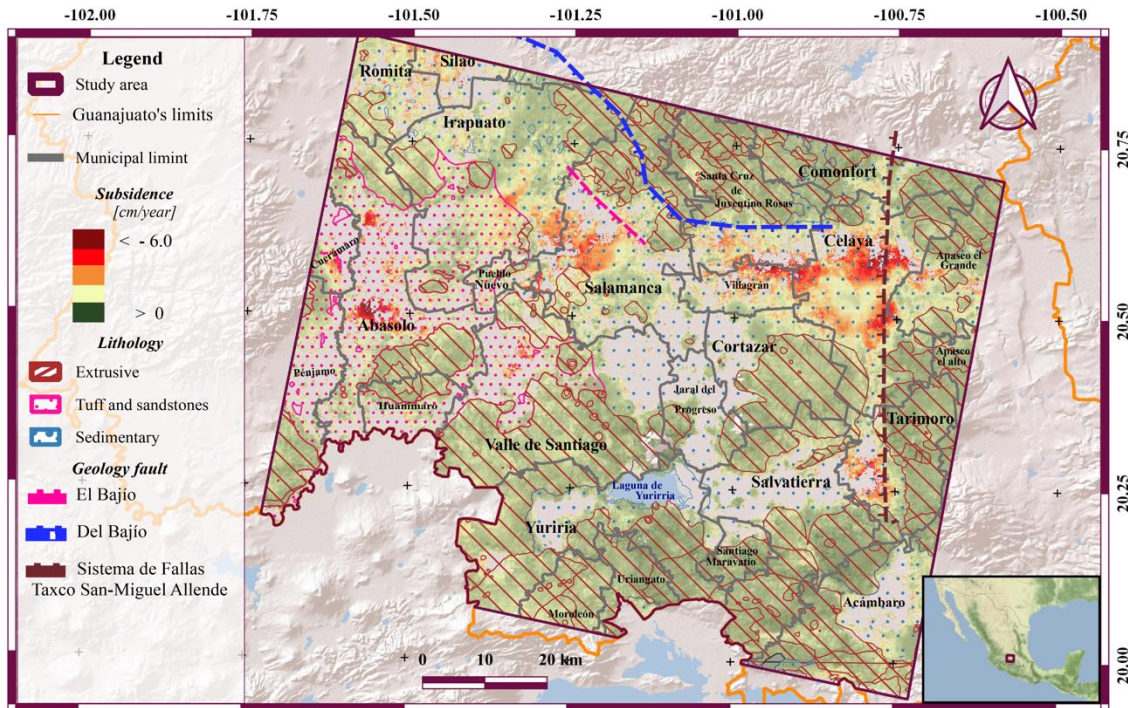 -102.00 -101.75 -101.50 -101.25 -101.00 -100.75 -100.50
Legend
Study area
Guanajuato's limits
Municipal limint
Subsidence
[cm/year]
< - 6.0
> 0
Lithology
Extrusive
Tuff and sandstones
Sedimentary
Geology fault
El Bajío
Del Bajío
Sistema de Fallas
Taxco San-Miguel Allende
Silao
Romita
Irapuato
Comonfort
Santa Cruz
de
Juventino Rosas
Celaya
Cuerámaro
Apaseo el
Grande
Pueblo
Nuevo
Salamanca
Villagrán
Abasolo
Cortazar
Apaseo
el alto
Pénjamo
Jaral del
Progreso
Huanímaro
Tarimoro
Valle de Santiago
Laguna de
Yurirria
Salvatierra
Yuriria
Santiago
Maravatío
Uriangato
Moroleón
Acámbaro
0 10 20 km
20.75
20.50
20.25
20.00